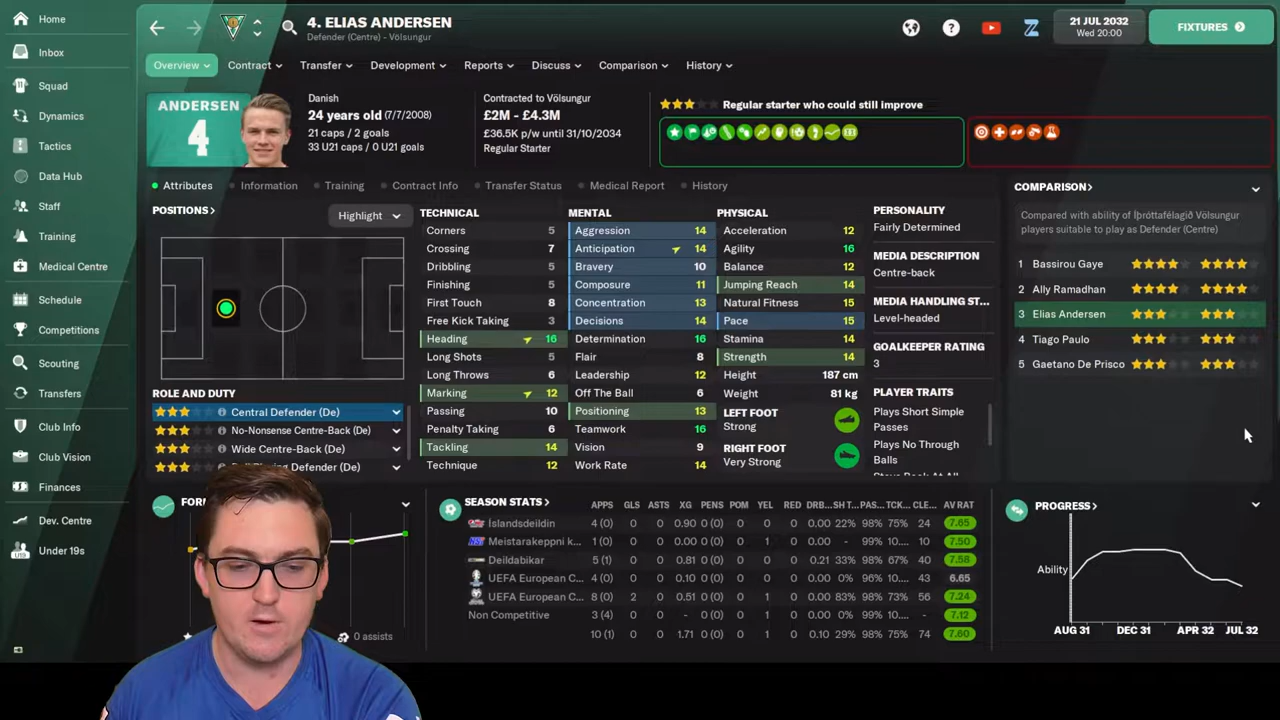 Home
Inbox
Squad
Dynamics
Tactics
Data Hub
Staff
Training
Medical Centre
Schedule
Competitions
Scouting
Transfers
Club Info
Club Vision
Finances
Dev. Centre
Under 19s
4. ELIAS ANDERSEN
Defender (Centre) - Völsungur
21 JUL 2032
Wed 20:00
FIXTURES
Overview
Contract
Transfer
Development
Reports
Discuss
Comparison
History
ANDERSEN
4
Danish
24 years old (7/7/2008)
21 caps / 2 goals
33 U21 caps / 0 U21 goals
Contracted to Völsungur
£2M - £4.3M
£36.5K p/w until 31/10/2034
Regular Starter
Regular starter who could still improve
Attributes
Information
Training
Contract Info
Transfer Status
Medical Report
History
POSITIONS
Highlight
ROLE AND DUTY
Central Defender (De)
No-Nonsense Centre-Back (De)
Wide Centre-Back (De)
TECHNICAL
Corners 5
Crossing 7
Dribbling 5
Finishing 5
First Touch 8
Free Kick Taking 3
Heading 16
Long Shots 5
Long Throws 6
Marking 12
Passing 10
Penalty Taking 6
Tackling 14
Technique 12
MENTAL
Aggression 14
Anticipation 14
Bravery 10
Composure 11
Concentration 13
Decisions 14
Determination 16
Flair 8
Leadership 12
Off The Ball 6
Positioning 13
Teamwork 16
Vision 9
Work Rate 14
PHYSICAL
Acceleration 12
Agility 16
Balance 12
Jumping Reach 14
Natural Fitness 15
Pace 15
Stamina 14
Strength 14
Height 187 cm
Weight 81 kg
LEFT FOOT
Strong
RIGHT FOOT
Very Strong
PERSONALITY
Fairly Determined
MEDIA DESCRIPTION
Centre-back
MEDIA HANDLING ST...
Level-headed
GOALKEEPER RATING
3
PLAYER TRAITS
Plays Short Simple
Passes
Plays No Through
Balls
COMPARISON
Compared with ability of Íþróttafélagið Völsungur
players suitable to play as Defender (Centre)
1 Bassirou Gaye
2 Ally Ramadhan
3 Elias Andersen
4 Tiago Paulo
5 Gaetano De Prisco
0 assists
SEASON STATS APPS GLS ASTS XG PENS POM YEL RED DRB... SH T... PAS... TCK... CLE... AV RAT
Íslandsdeildin 4 (0) 0 0 0.90 0 (0) 0 0 0 0.00 22% 98% 75% 24 7.65
Meistarakeppni k... 1 (0) 0 0 0.00 0 (0) 0 1 0 0.00 - 99% 10.... 10 7.50
Deildabikar 5 (1) 0 0 0.81 0 (0) 0 0 0 0.21 33% 98% 67% 40 7.58
UEFA European C... 4 (0) 0 0 0.10 0 (0) 0 0 0 0.00 0% 96% 10.... 43 6.65
UEFA European C... 8 (0) 2 0 0.51 0 (0) 0 1 0 0.00 83% 98% 73% 56 7.24
Non Competitive 3 (4) 0 0 - 0 (0) 0 1 0 0.00 0% 98% 10.... - 7.12
10 (1) 0 0 1.71 0 (0) 0 1 0 0.10 29% 98% 75% 74 7.60
PROGRESS
Ability
AUG 31 DEC 31 APR 32 JUL 32